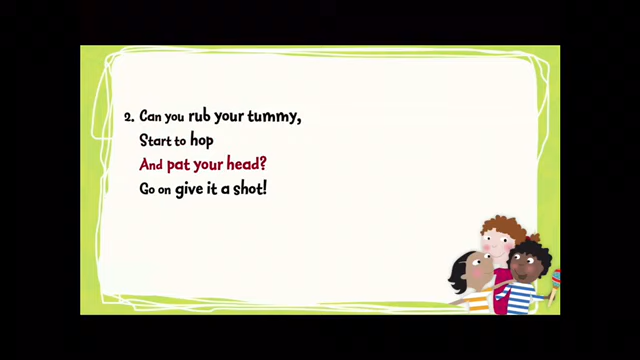 2. Can you rub your tummy,
Start to hop
And pat your head?
Go on give it a shot!